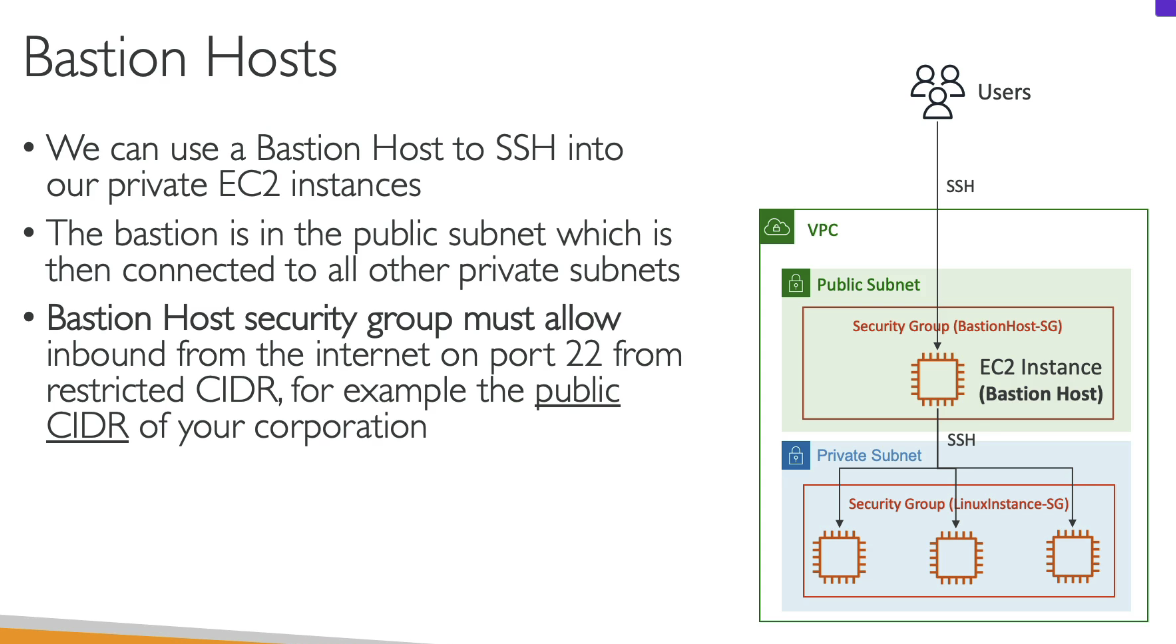 Bastion Hosts
• We can use a Bastion Host to SSH into
our private EC2 instances
• The bastion is in the public subnet which is
then connected to all other private subnets
• Bastion Host security group must allow
inbound from the internet on port 22 from
restricted CIDR, for example the public
CIDR of your corporation
Users
SSH
VPC
Public Subnet
Security Group (BastionHost-SG)
EC2 Instance
(Bastion Host)
SSH
Private Subnet
Security Group (LinuxInstance-SG)